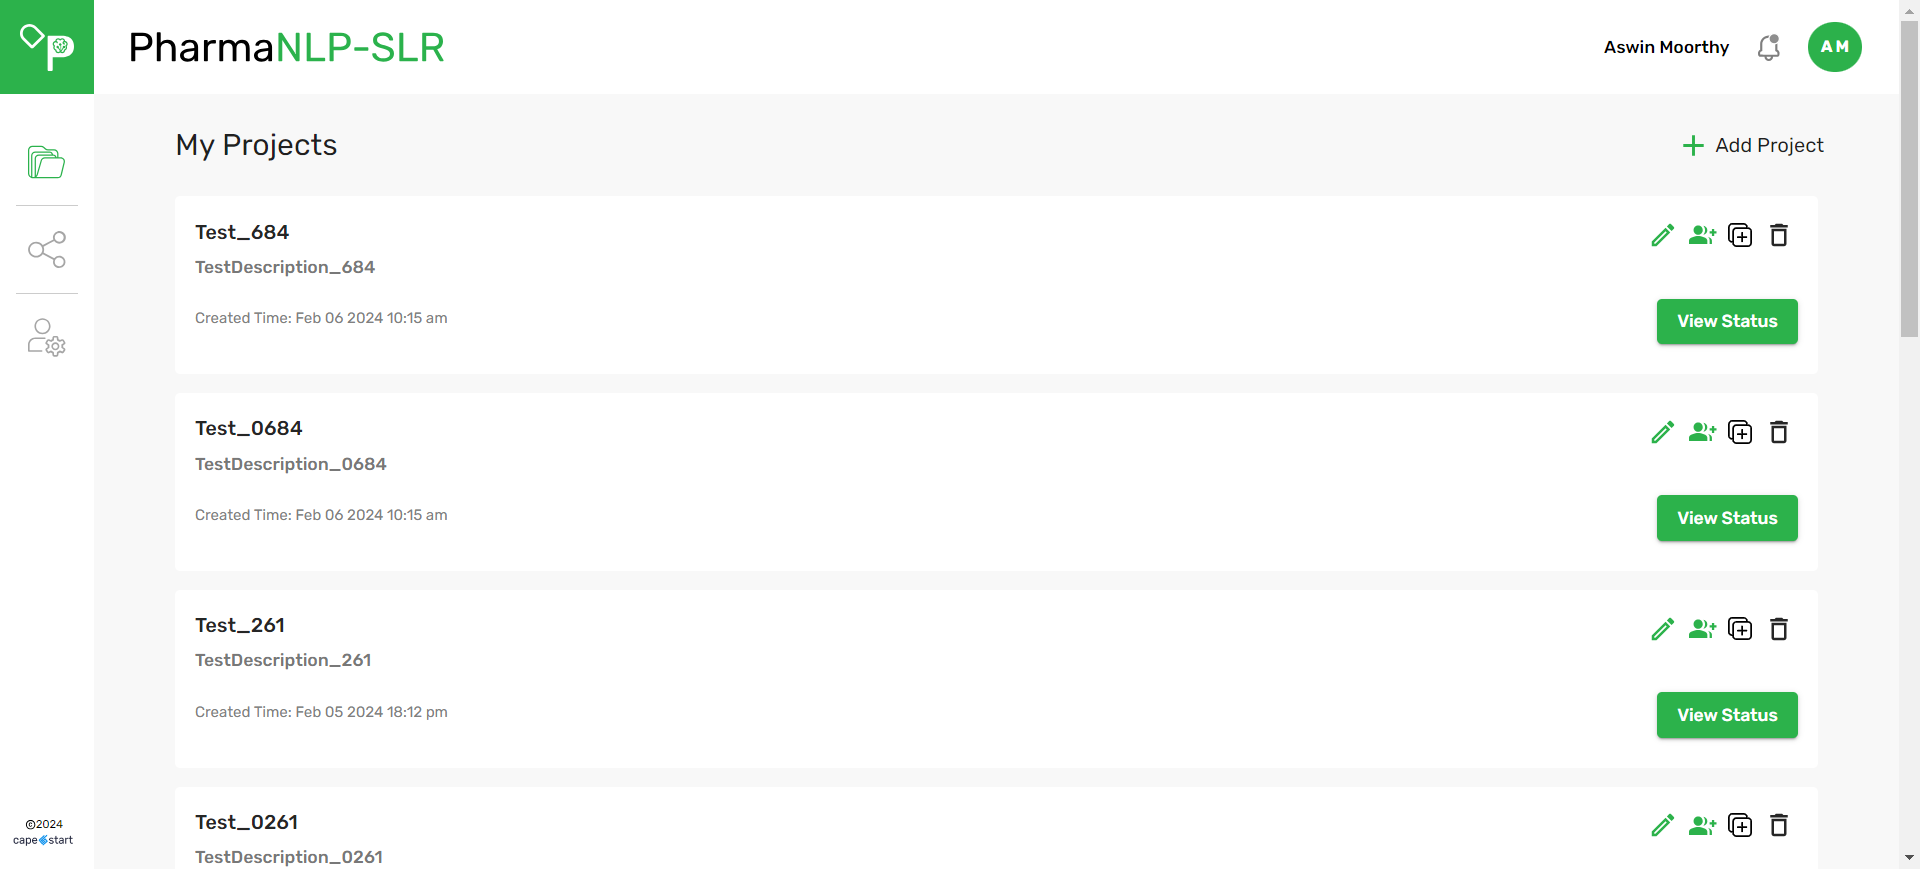 PharmaNLP-SLR
Aswin Moorthy
AM
My Projects
Add Project
Test_684
TestDescription_684
Created Time: Feb 06 2024 10:15 am
View Status
Test_0684
TestDescription_0684
Created Time: Feb 06 2024 10:15 am
View Status
Test_261
TestDescription_261
Created Time: Feb 05 2024 18:12 pm
View Status
Test_0261
TestDescription_0261
©2024
capestart